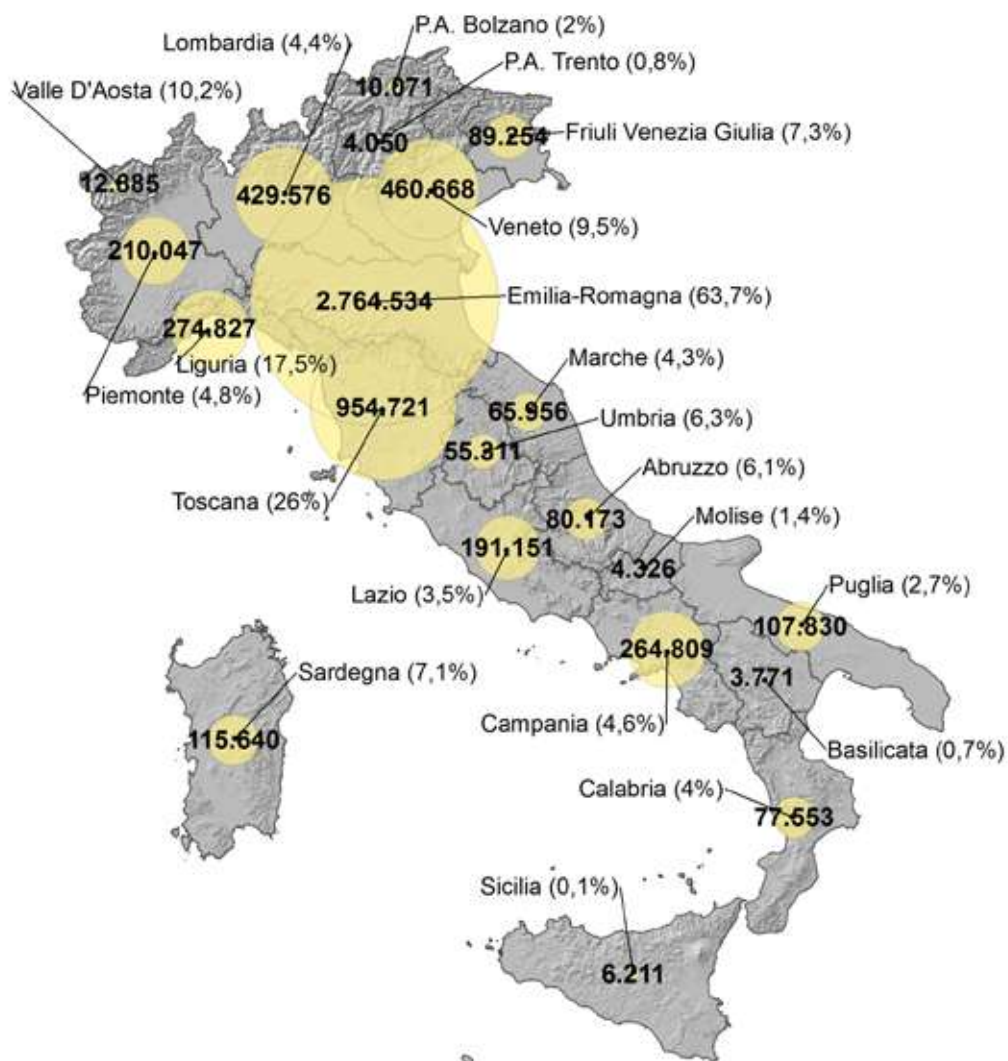 P.A. Bolzano (2%)
Lombardia (4,4%)
P.A. Trento (0,8%)
Valle D'Aosta (10,2%)
10.071
4.050
89.254
Friuli Venezia Giulia (7,3%)
12.885
429.576
460.668
Veneto (9,5%)
210.047
2.764.534
Emilia-Romagna (63,7%)
274.827
Liguria (17,5%)
Piemonte (4,8%)
Marche (4,3%)
954.721
65.956
Umbria (6,3%)
55.311
Abruzzo (6,1%)
Toscana (26%)
80.173
Molise (1,4%)
191.151
4.326
Lazio (3,5%)
Puglia (2,7%)
107.830
264.809
Sardegna (7,1%)
3.771
115.640
Campania (4,6%)
Basilicata (0,7%)
Calabria (4%)
77.553
Sicilia (0,1%)
6.211